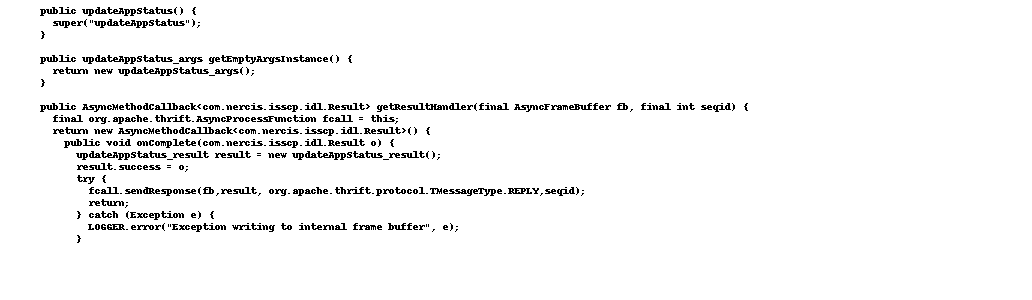 public updateAppStatus() {
super("updateAppStatus");
}
public updateAppStatus_args getEmptyArgsInstance() {
return new updateAppStatus_args();
}
public AsyncMethodCallback<com.nercis.isscp.idl.Result> getResultHandler(final AsyncFrameBuffer fb, final int seqid) {
final org.apache.thrift.AsyncProcessFunction fcall = this;
return new AsyncMethodCallback<com.nercis.isscp.idl.Result>() {
public void onComplete(com.nercis.isscp.idl.Result o) {
updateAppStatus_result result = new updateAppStatus_result();
result.success = o;
try {
fcall.sendResponse(fb,result, org.apache.thrift.protocol.TMessageType.REPLY,seqid);
return;
} catch (Exception e) {
LOGGER.error("Exception writing to internal frame buffer", e);
}